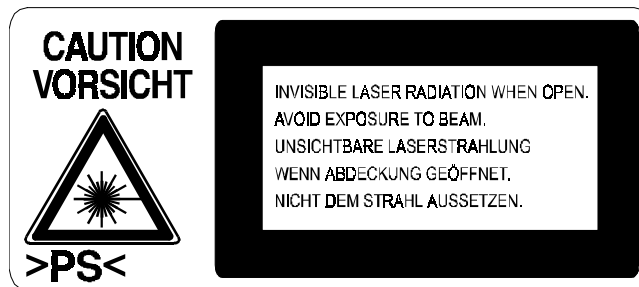 CAUTION
VORSICHT
>PS<
INVISIBLE LASER RADIATION WHEN OPEN.
AVOID EXPOSURE TO BEAM.
UNSICHTBARE LASERSTRAHLUNG
WENN ABDECKUNG GEÖFFNET.
NICHT DEM STRAHL AUSSETZEN.